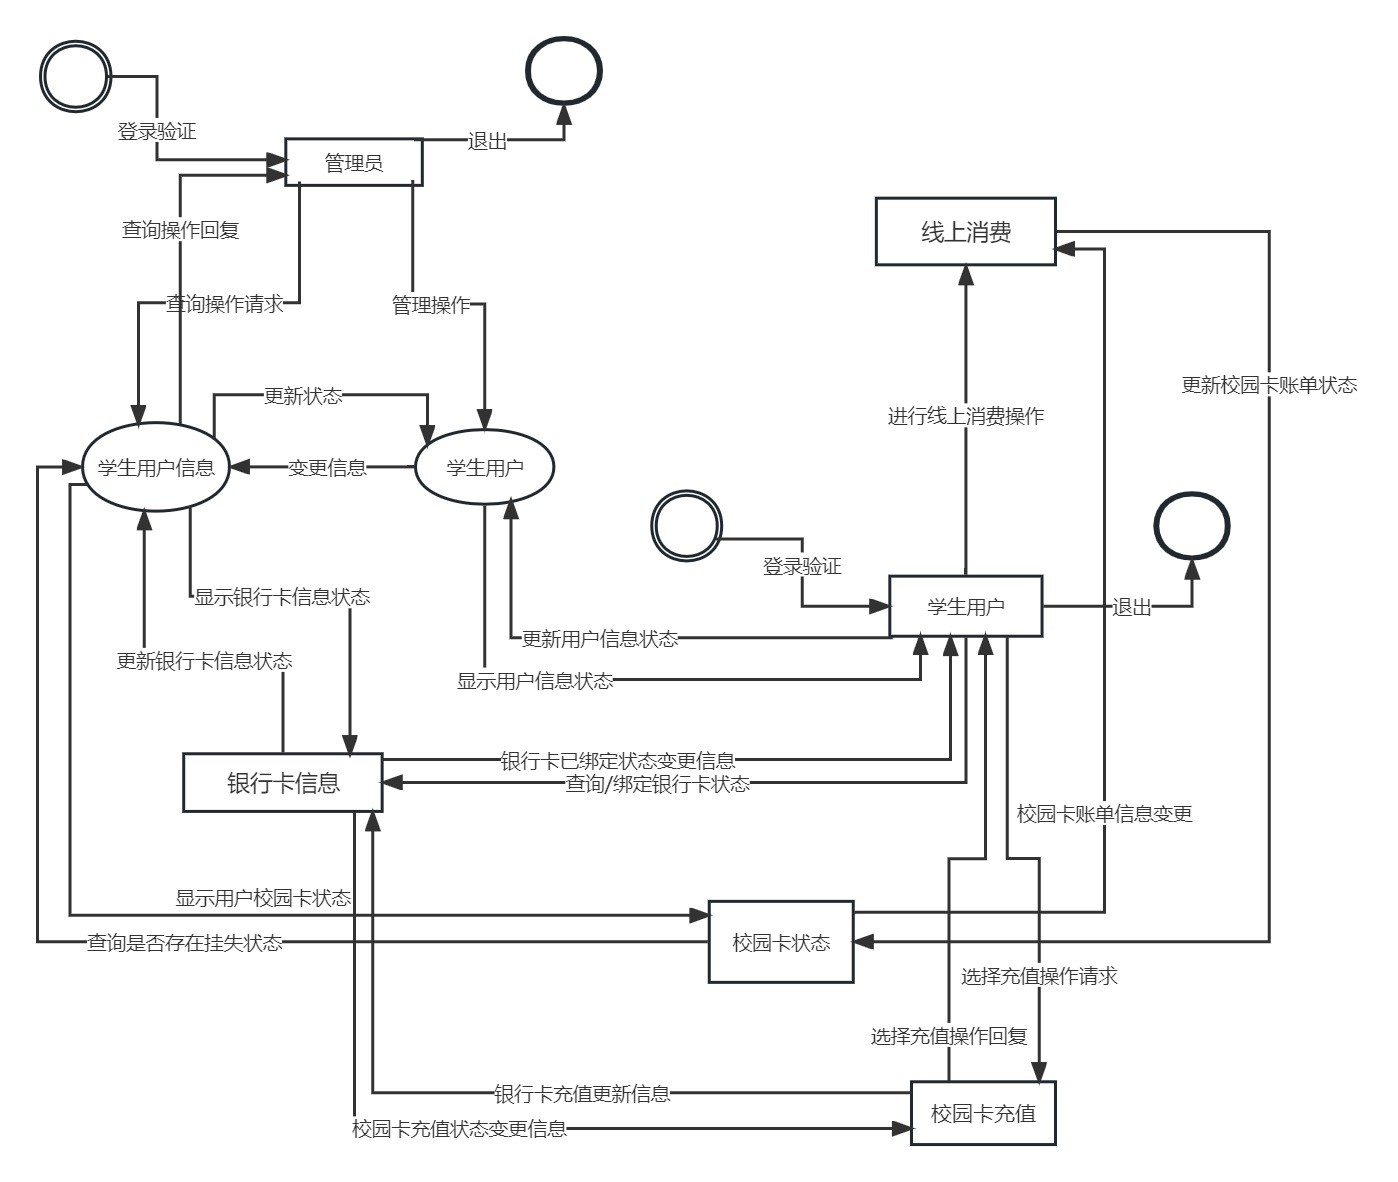 登录验证
退出
管理员
查询操作回复
线上消费
查询操作请求
管理操作
更新校园卡账单状态
更新状态
进行线上消费操作
学生用户信息
变更信息
学生用户
登录验证
显示银行卡信息状态
学生用户
退出
更新用户信息状态
更新银行卡信息状态
显示用户信息状态
银行卡已绑定状态变更信息
银行卡信息
查询/绑定银行卡状态
校园卡账单信息变更
显示用户校园卡状态
查询是否存在挂失状态
校园卡状态
选择充值操作请求
选择充值操作回复
银行卡充值更新信息
校园卡充值
校园卡充值状态变更信息